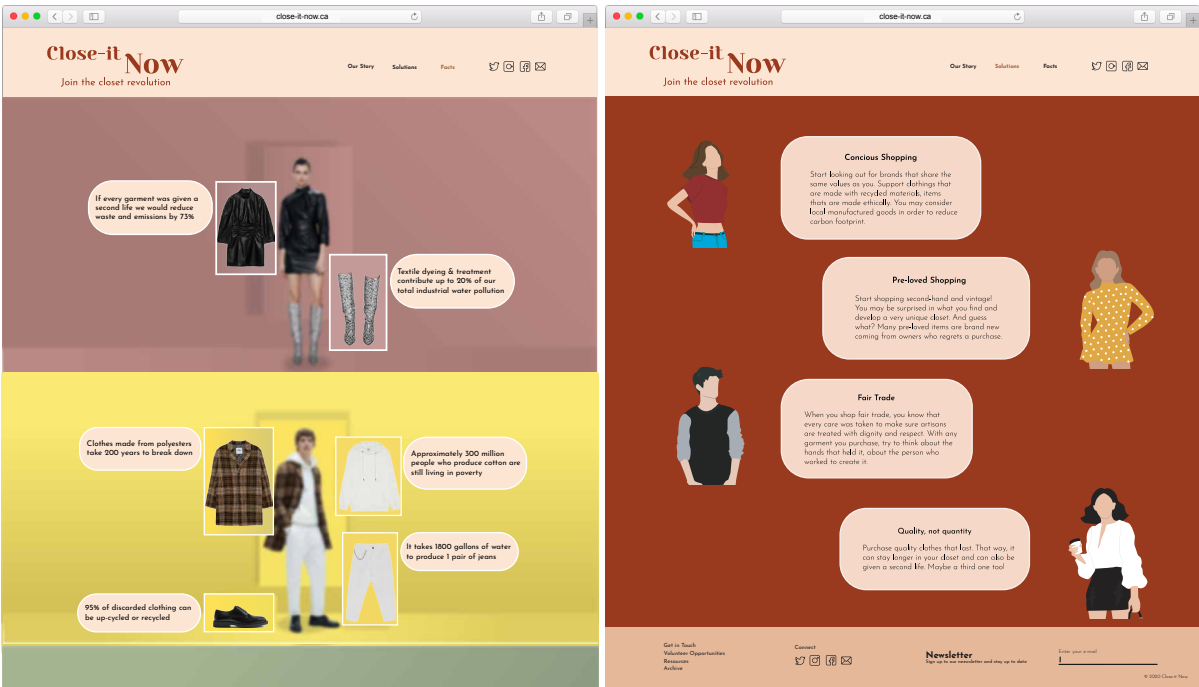 close-it-now.ca
Close-it
Now
Join the closet revolution
Our Story Solutions Facts
If every garment was given a
second life we would reduce
waste and emissions by 73%
Textile dyeing & treatment
contribute up to 20% of our
total industrial water pollution
Clothes made from polyesters
take 200 years to break down
Approximately 300 million
people who produce cotton are
still living in poverty
It takes 1800 gallons of water
to produce 1 pair of jeans
95% of discarded clothing can
be up-cycled or recycled
close-it-now.ca
Close-it
Now
Join the closet revolution
Our Story Solutions Facts
Concious Shopping
Start looking out for brands that share the
same values as you. Support clothings that
are made with recycled materials, items
thats are made ethically. You may consider
local manufactured goods in order to reduce
carbon footprint.
Pre-loved Shopping
Start shopping second-hand and vintage!
You may be surprised in what you find and
develop a very unique closet. And guess
what? Many pre-loved items are brand new
coming from owners who regrets a purchase.
Fair Trade
When you shop fair trade, you know that
every care was taken to make sure artisans
are treated with dignity and respect. With any
garment you purchase, try to think about the
hands that held it, about the person who
worked to create it.
Quality, not quantity
Purchase quality clothes that last. That way, it
can stay longer in your closet and can also be
given a second life. Maybe a third one too!
Get in Touch
Volunteer Opportunities
Resources
Archive
Connect
Newsletter
Sign up to our newsletter and stay up to date
Enter your e-mail
© 2020 Close-it Now